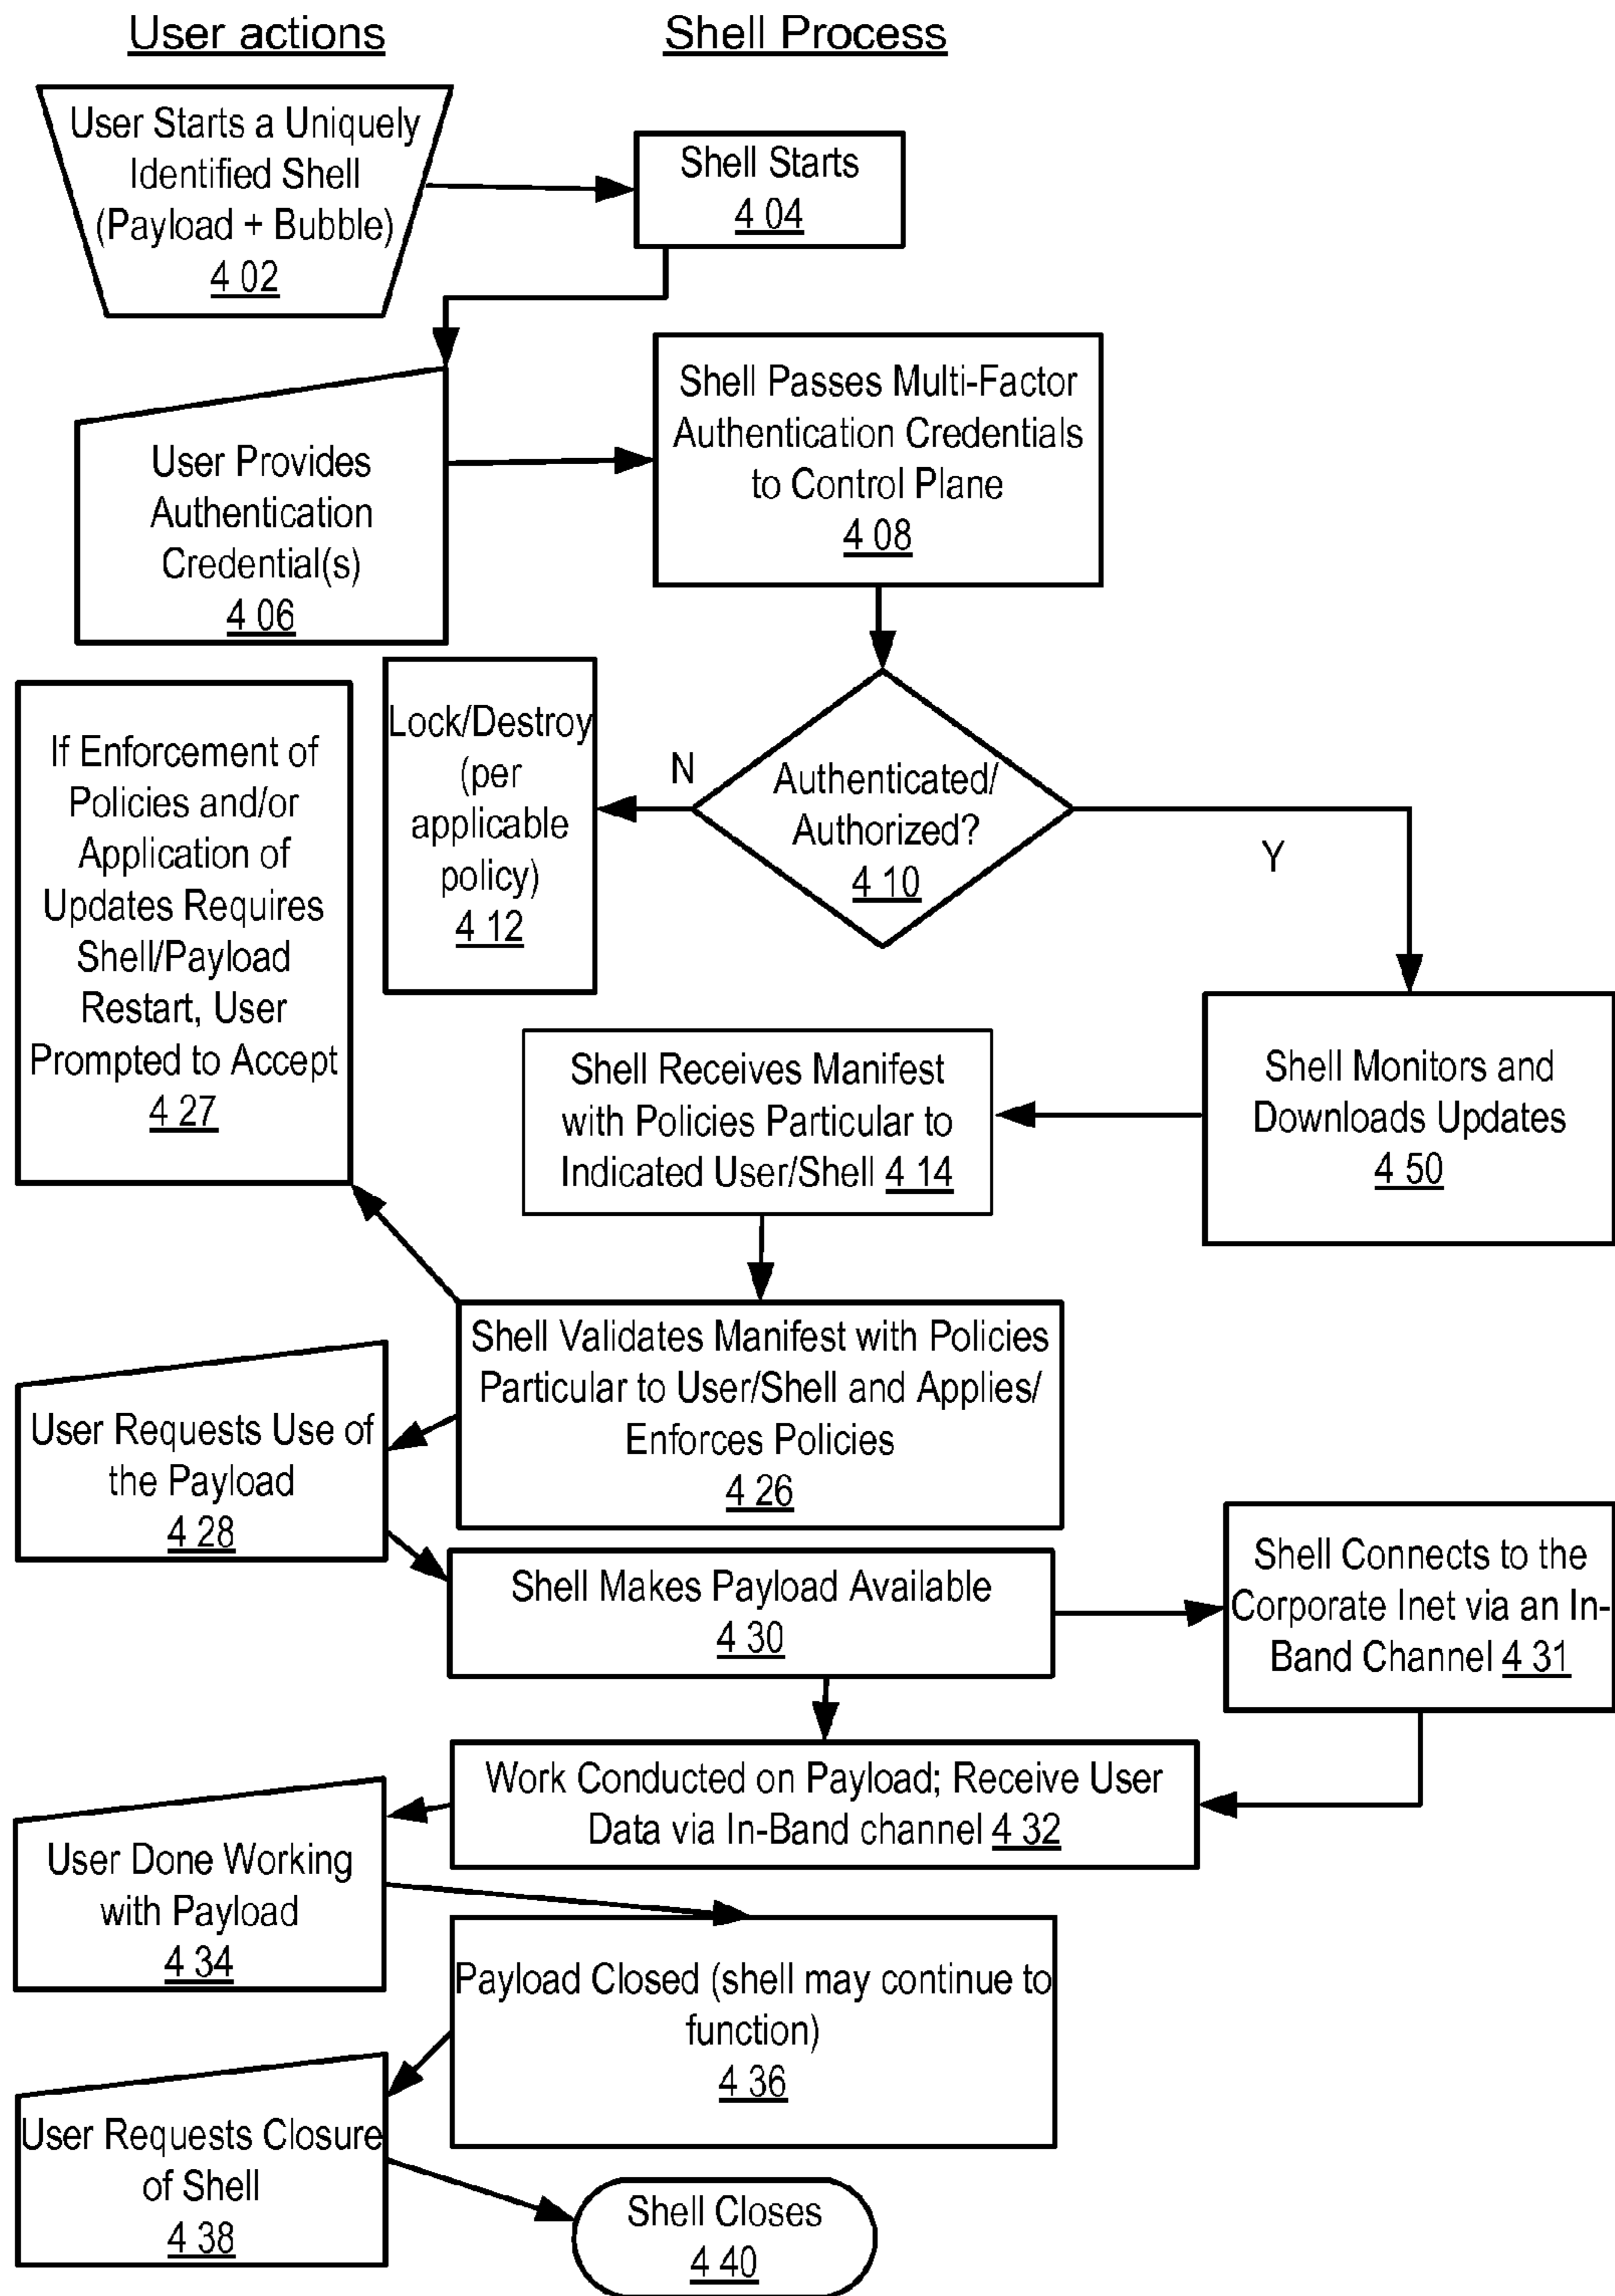 User actions
Shell Process
User Starts a Uniquely
Identified Shell
(Payload + Bubble)
4 02
Shell Starts
4 04
User Provides
Authentication
Credential(s)
4 06
Shell Passes Multi-Factor
Authentication Credentials
to Control Plane
4 08
Authenticated/
Authorized?
4 10
N
Y
Lock/Destroy
(per
applicable
policy)
4 12
If Enforcement of
Policies and/or
Application of
Updates Requires
Shell/Payload
Restart, User
Prompted to Accept
4 27
Shell Monitors and
Downloads Updates
4 50
Shell Receives Manifest
with Policies Particular to
Indicated User/Shell 4 14
Shell Validates Manifest with Policies
Particular to User/Shell and Applies/
Enforces Policies
4 26
User Requests Use of
the Payload
4 28
Shell Makes Payload Available
4 30
Shell Connects to the
Corporate Inet via an In-
Band Channel 4 31
Work Conducted on Payload; Receive User
Data via In-Band channel 4 32
User Done Working
with Payload
4 34
Payload Closed (shell may continue to
function)
4 36
User Requests Closure
of Shell
4 38
Shell Closes
4 40